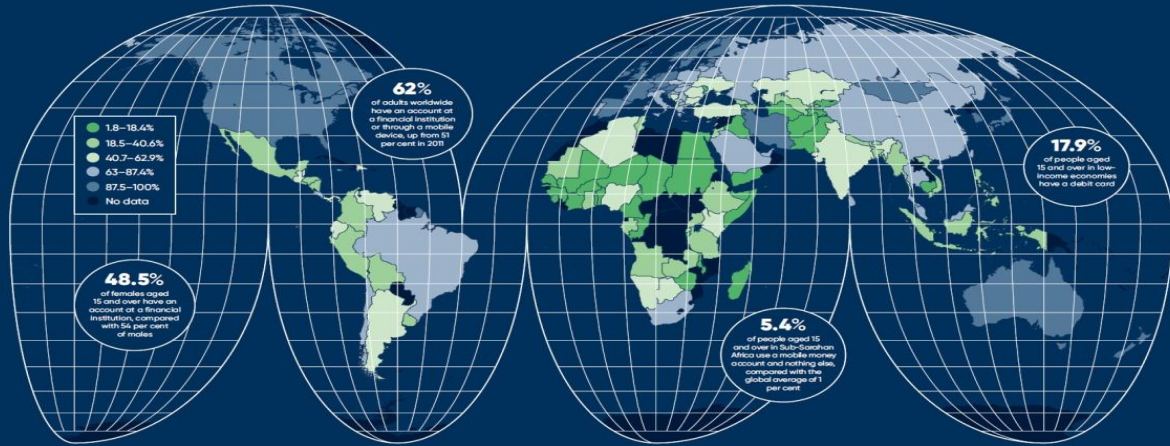 62%
of adults worldwide
have an account at
a financial institution
or through a mobile
device, up from 51
per cent in 2011
1.8–18.4%
18.5–40.6%
40.7–62.9%
63–87.4%
87.5–100%
No data
17.9%
of people aged
15 and over in low-
income economies
have a debit card
48.5%
of females aged
15 and over have an
account at a financial
institution, compared
with 54 per cent
of males
5.4%
of people aged 15
and over in Sub-Sarahan
Africa use a mobile money
account and nothing else,
compared with the
global average of 1
per cent